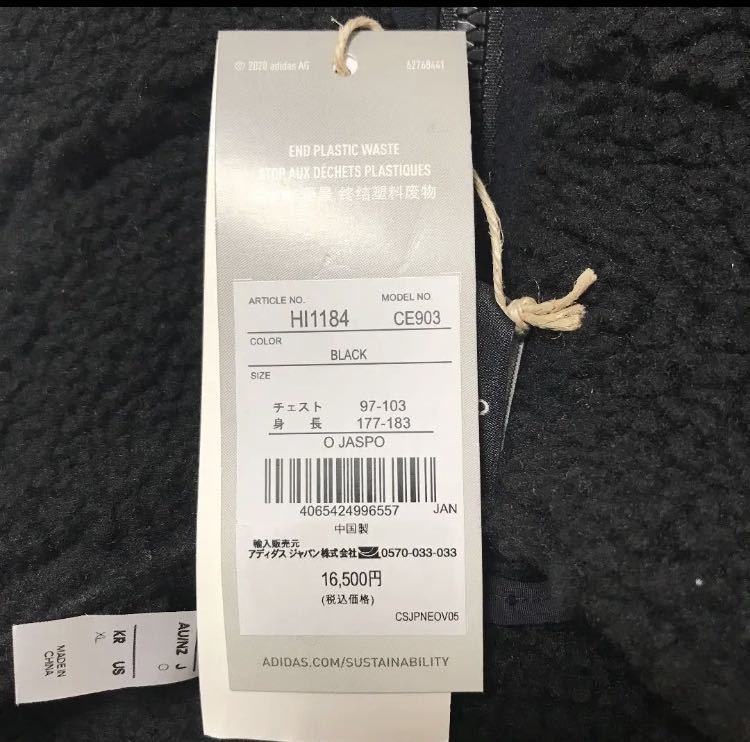 © 2020 adidas AG 62768441
END PLASTIC WASTE
STOP AUX DÉCHETS PLASTIQUES
终结塑料废物
ARTICLE NO. MODEL NO.
HI1184 CE903
COLOR
BLACK
SIZE
チェスト 97-103
身 長 177-183
O JASPO
4065424996557 JAN
中国製
輸入販売元
アディダス ジャパン株式会社 0570-033-033
16,500円
(税込価格)
CSJPNEOV05
ADIDAS.COM/SUSTAINABILITY
AU/NZ J
O
KR US
XL
MADE IN
CHINA